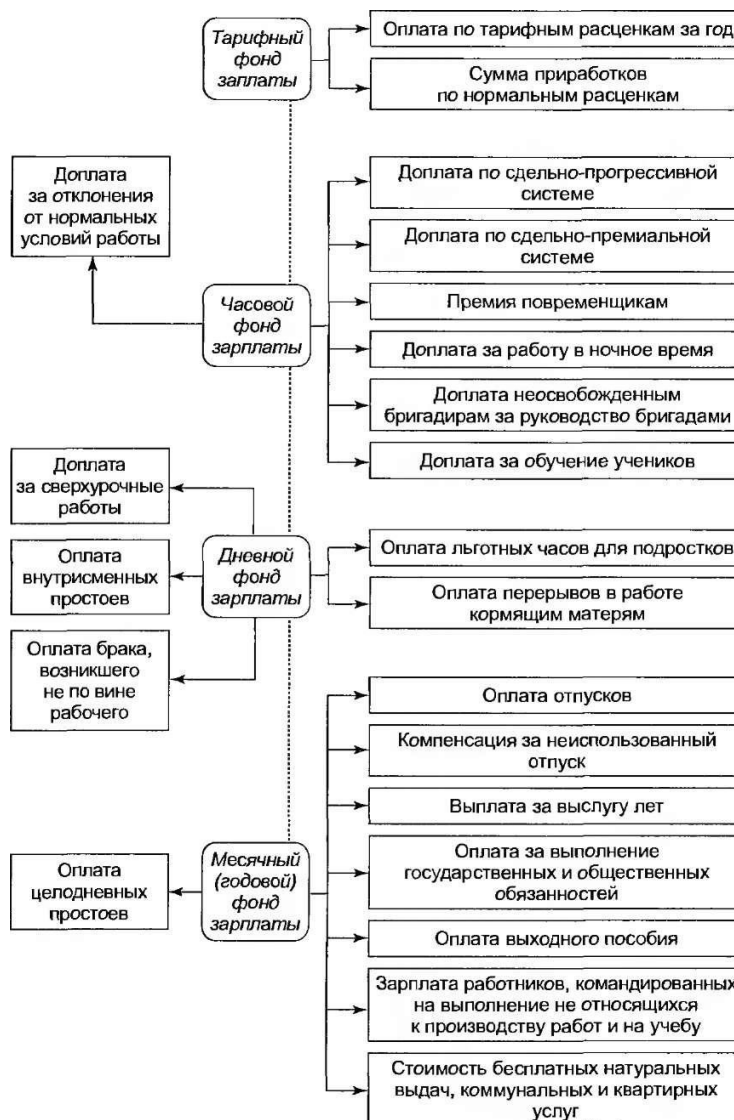 Тарифный
фонд
заплаты
Оплата по тарифным расценкам за год
Сумма приработков
по нормальным расценкам
Доплата
за отклонения
от нормальных
условий работы
Часовой
фонд
зарплаты
Доплата по сдельно-прогрессивной
системе
Доплата по сдельно-премиальной
системе
Премия повременщикам
Доплата за работу в ночное время
Доплата неосвобожденным
бригадирам за руководство бригадами
Доплата за обучение учеников
Доплата
за сверхурочные
работы
Оплата
внутрисменных
простоев
Оплата брака,
возникшего
не по вине
рабочего
Дневной
фонд
зарплаты
Оплата льготных часов для подростков
Оплата перерывов в работе
кормящим матерям
Оплата
целодневных
простоев
Месячный
(годовой)
фонд
зарплаты
Оплата отпусков
Компенсация за неиспользованный
отпуск
Выплата за выслугу лет
Оплата за выполнение
государственных и общественных
обязанностей
Оплата выходного пособия
Зарплата работников, командированных
на выполнение не относящихся
к производству работ и на учебу
Стоимость бесплатных натуральных
выдач, коммунальных и квартирных
услуг